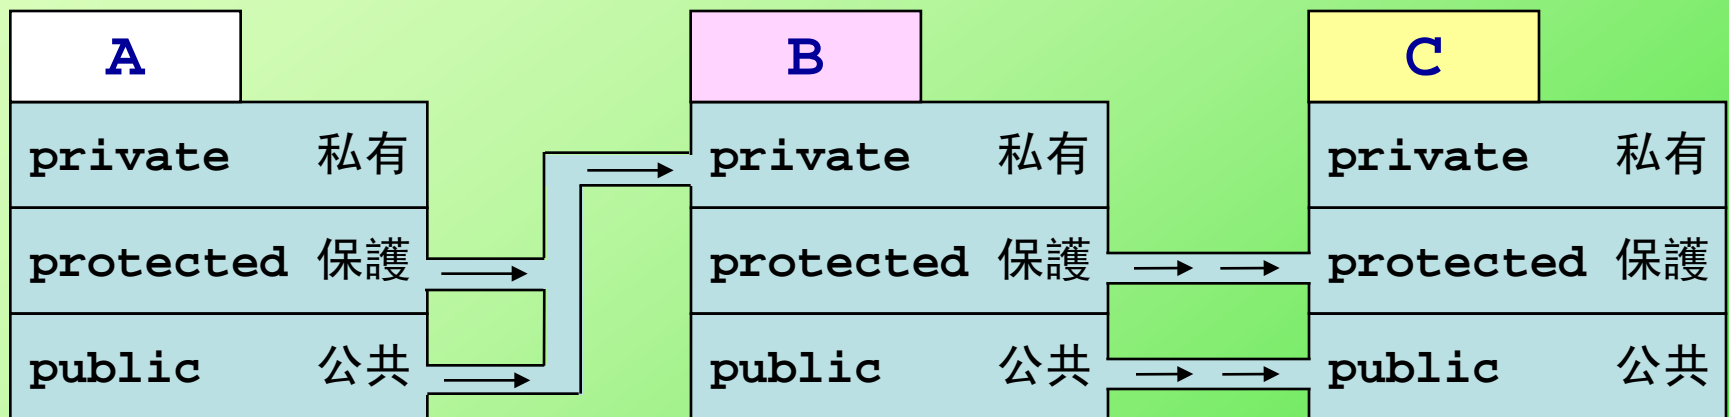 A B C
private 私有 private 私有 private 私有
protected 保護 protected 保護 protected 保護
public 公共 public 公共 public 公共